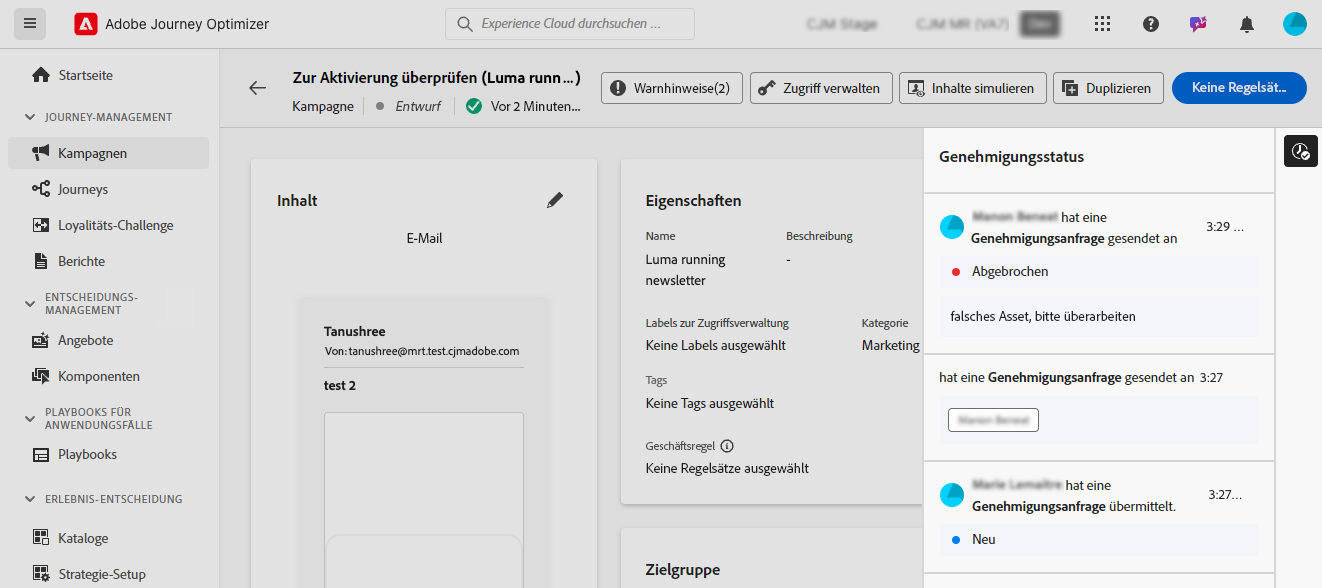 Adobe Journey Optimizer
Experience Cloud durchsuchen ...
CJM Stage
CJM MR (VA7)
Startseite
JOURNEY-MANAGEMENT
Kampagnen
Journeys
Loyalitäts-Challenge
Berichte
ENTSCHEIDUNGS-
MANAGEMENT
Angebote
Komponenten
PLAYBOOKS FÜR
ANWENDUNGSFÄLLE
Playbooks
ERLEBNIS-ENTSCHEIDUNG
Kataloge
Strategie-Setup
Zur Aktivierung überprüfen (Luma runn ...)
Kampagne
Entwurf
Vor 2 Minuten...
Warnhinweise(2)
Zugriff verwalten
Inhalte simulieren
Duplizieren
Keine Regelsät...
Inhalt
E-Mail
Tanushree
Von: tanushree@mrt.test.cjmadobe.com
test 2
Eigenschaften
Name
Beschreibung
Luma running
newsletter
-
Labels zur Zugriffsverwaltung
Kategorie
Keine Labels ausgewählt
Marketing
Tags
Keine Tags ausgewählt
Geschäftsregel
Keine Regelsätze ausgewählt
Zielgruppe
Genehmigungsstatus
hat eine
Genehmigungsanfrage gesendet an
3:29 ...
Abgebrochen
falsches Asset, bitte überarbeiten
hat eine Genehmigungsanfrage gesendet an 3:27
hat eine
Genehmigungsanfrage übermittelt.
3:27...
Neu